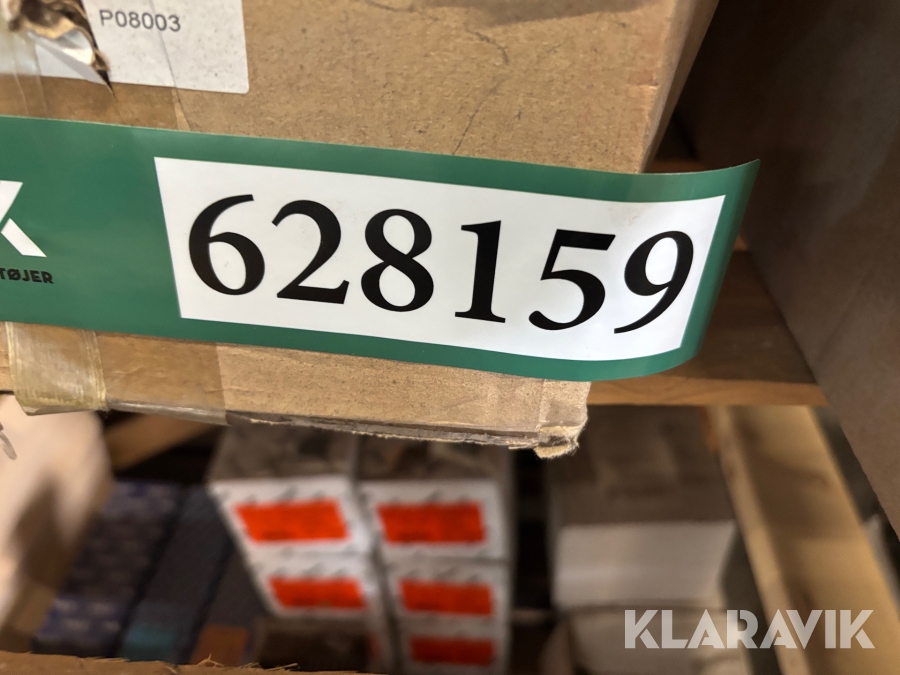 P08003
628159
TØJER
KLARAVIK